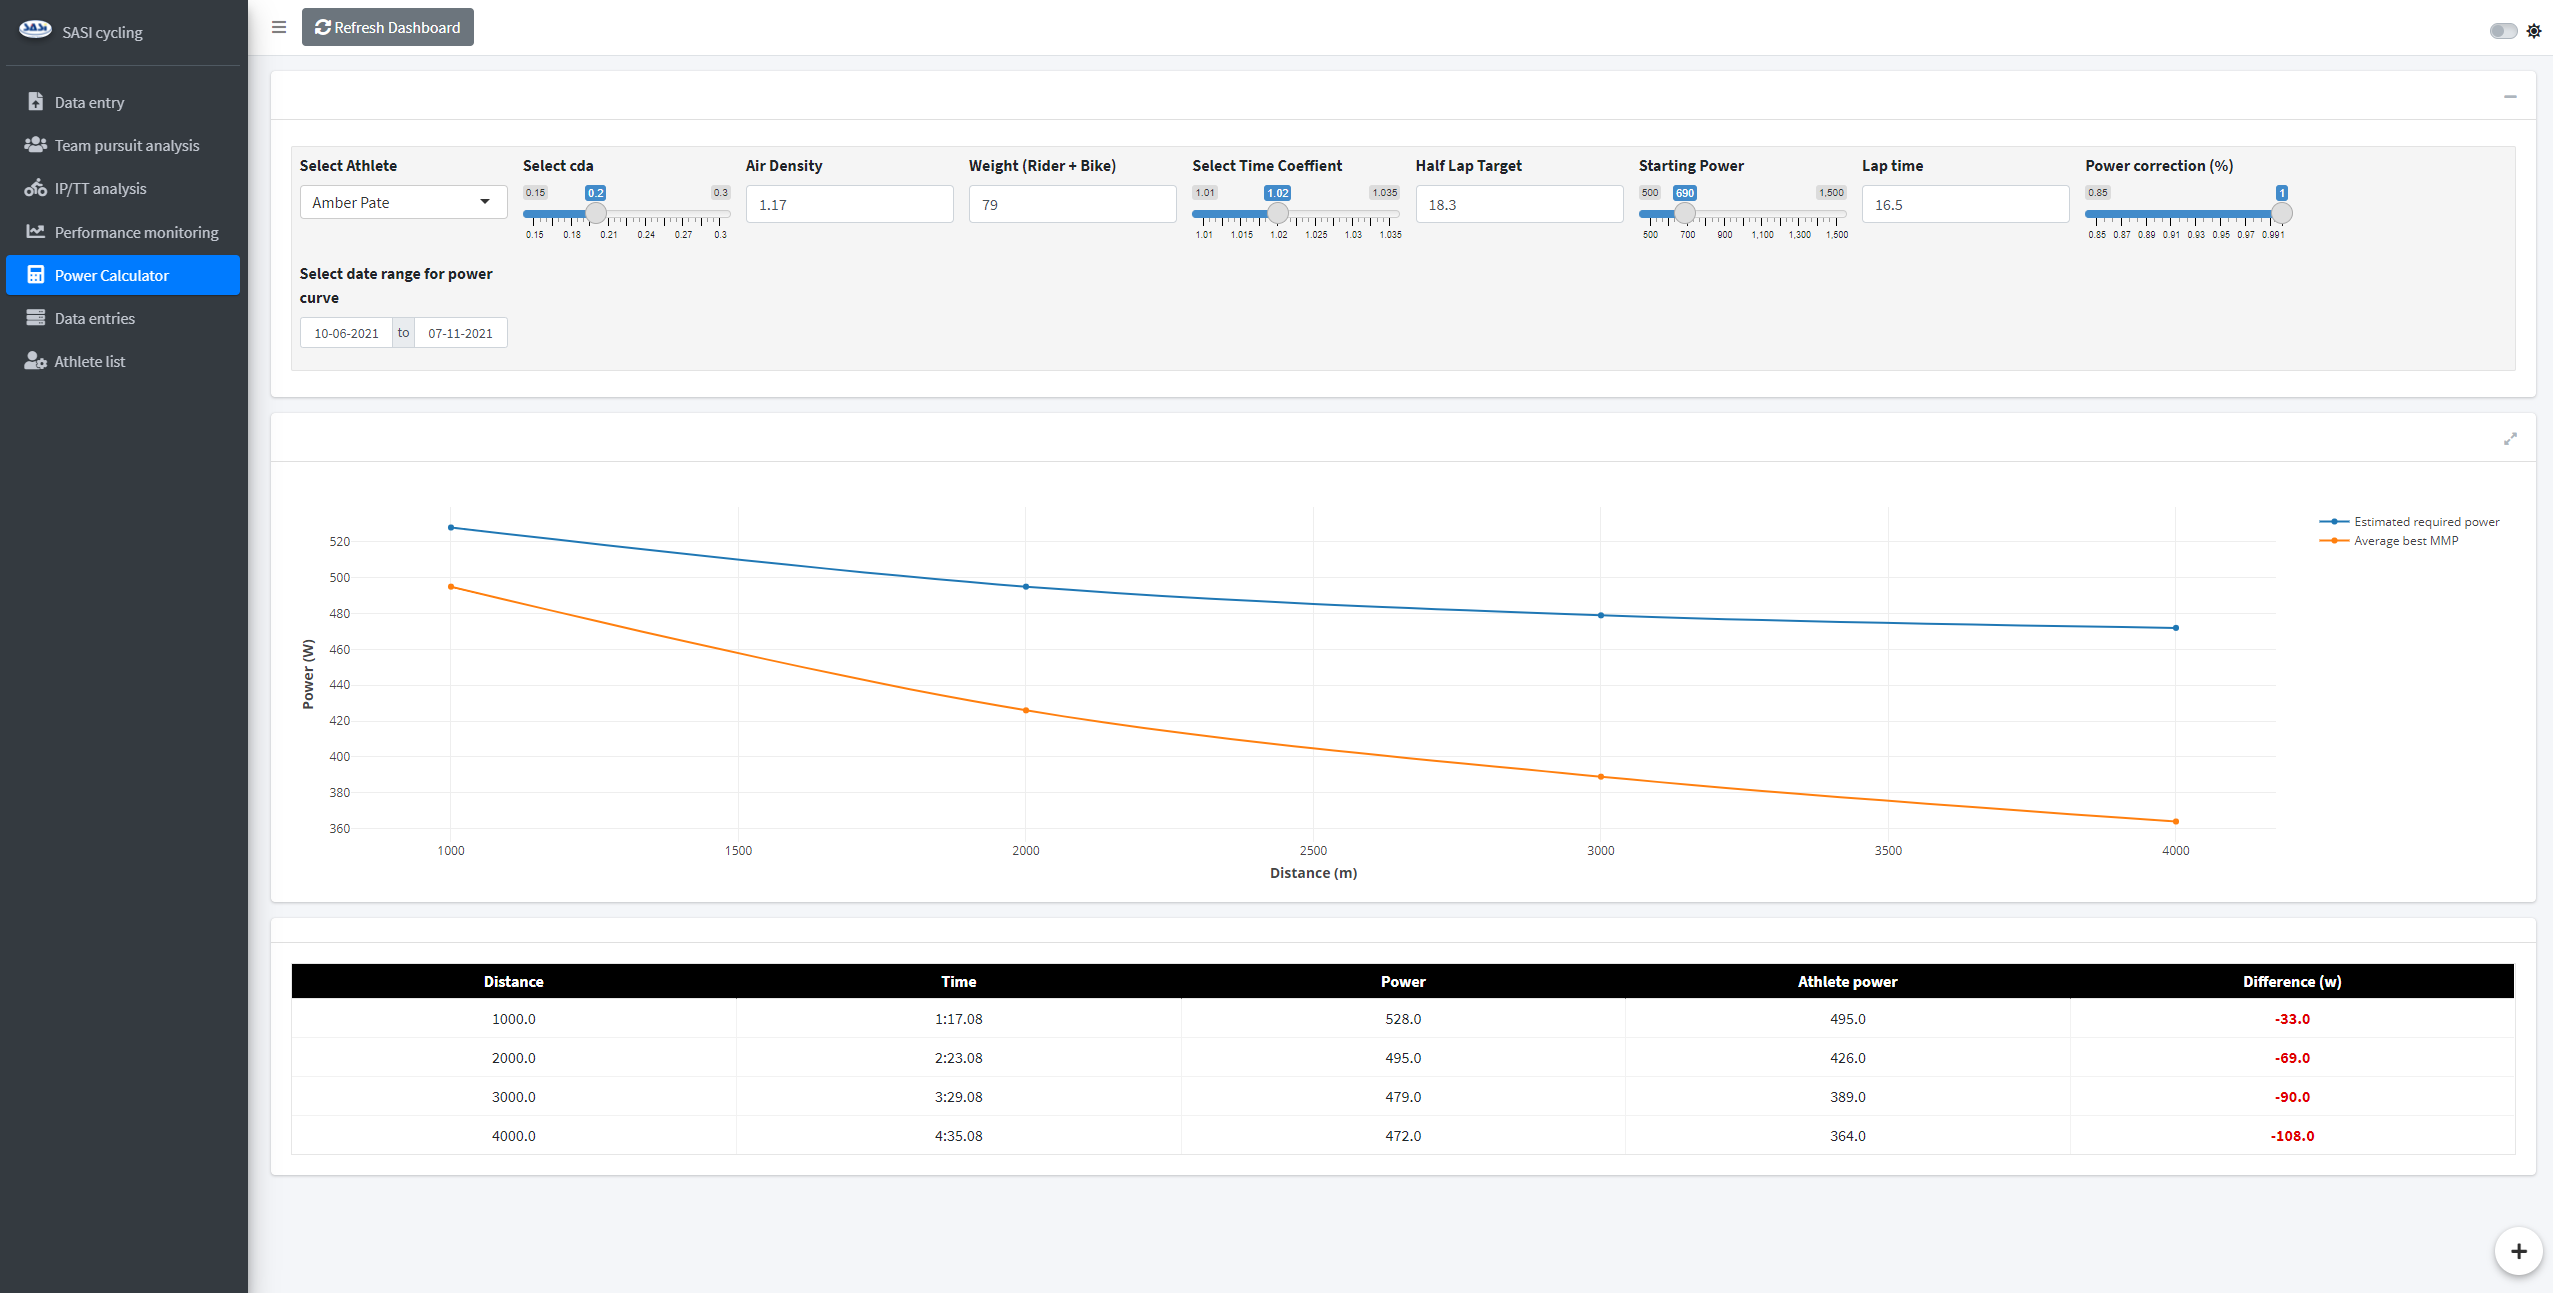 SASI
SASI cycling
Refresh Dashboard
Data entry
Team pursuit analysis
IP/TT analysis
Performance monitoring
Power Calculator
Data entries
Athlete list
Select Athlete
Amber Pate
Select cda
0.15 0.2 0.3
0.15 0.18 0.21 0.24 0.27 0.3
Air Density
1.17
Weight (Rider + Bike)
79
Select Time Coeffient
1.01 1.02 1.035
1.01 1.015 1.02 1.025 1.03 1.035
Half Lap Target
18.3
Starting Power
500 690 1,500
500 700 900 1,100 1,300 1,500
Lap time
16.5
Power correction (%)
0.85 1
0.85 0.87 0.89 0.91 0.93 0.95 0.97 0.991
Select date range for power
curve
10-06-2021 to 07-11-2021
Estimated required power
Average best MMP
Power (W)
520
500
480
460
440
420
400
380
360
1000 1500 2000 2500 3000 3500 4000
Distance (m)
Distance Time Power Athlete power Difference (w)
1000.0 1:17.08 528.0 495.0 -33.0
2000.0 2:23.08 495.0 426.0 -69.0
3000.0 3:29.08 479.0 389.0 -90.0
4000.0 4:35.08 472.0 364.0 -108.0